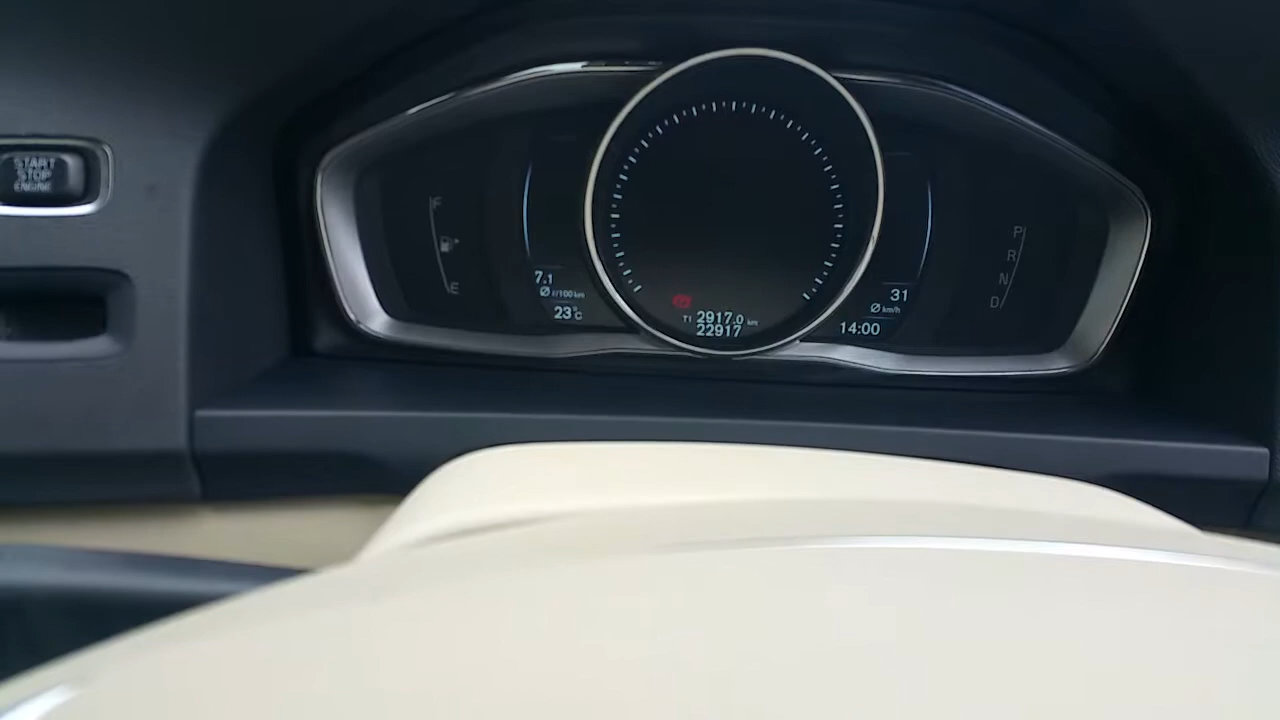 START
STOP
ENGINE
F
E
7.1
Ø l/100 km
23°C
T1 2917.0 km
22917
31
Ø km/h
14:00
P
R
N
D